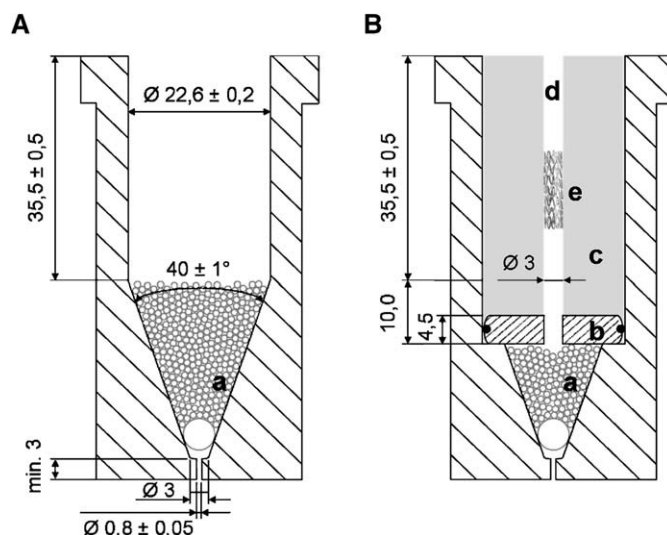 A
Ø 22,6 ± 0,2
35,5 ± 0,5
40 ± 1°
a
min. 3
Ø 3
Ø 0.8 ± 0.05
B
d
35,5 ± 0,5
e
Ø 3
c
10,0
4,5
b
a